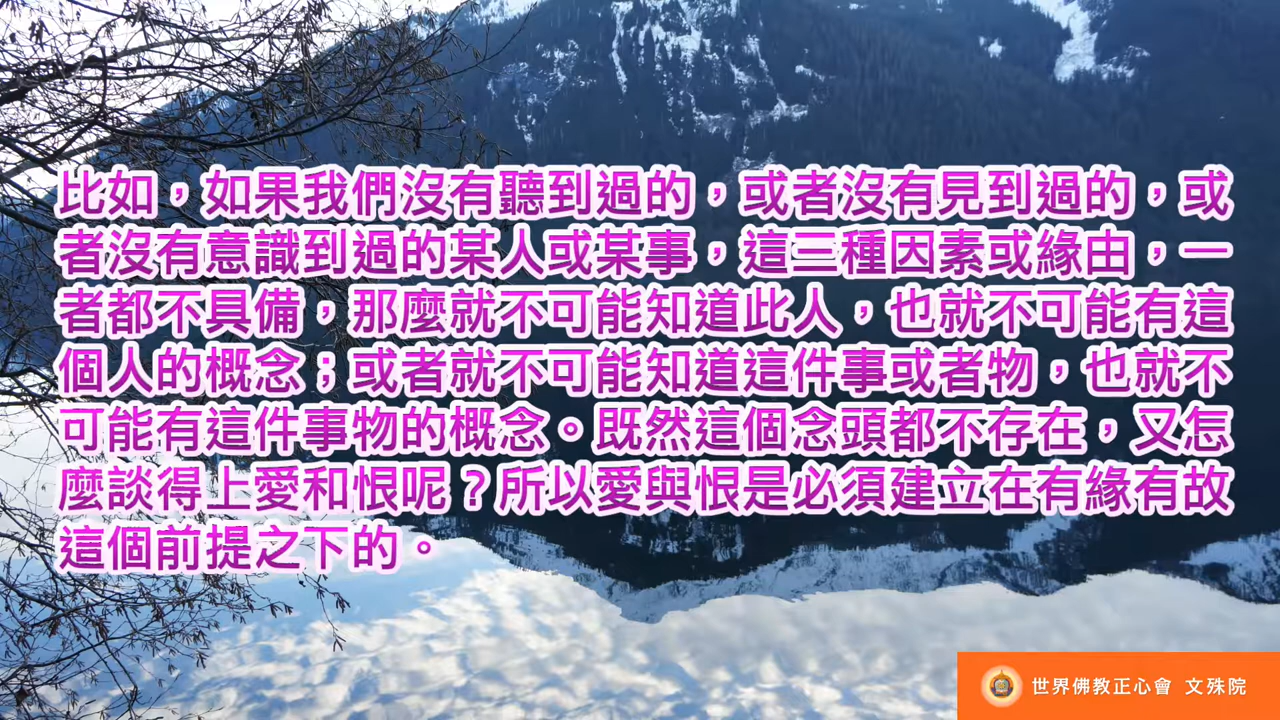 比如，如果我們沒有聽到過的，或者沒有見到過的，或
者沒有意識到過的某人或某事，這三種因素或緣由，一
者都不具備，那麼就不可能知道此人，也就不可能有這
個人的概念；或者就不可能知道這件事或者物，也就不
可能有這件事物的概念。既然這個念頭都不存在，又怎
麼談得上愛和恨呢？所以愛與恨是必須建立在有緣有故
這個前提之下的。
世界佛教正心會 文殊院